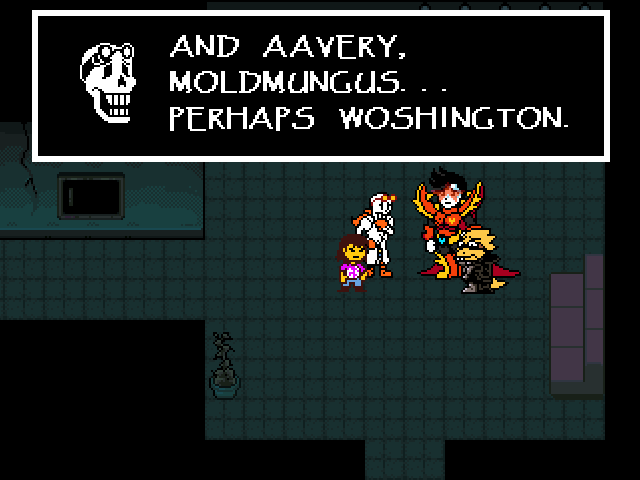 AND AAVERY,
MOLDMUNGUS. . .
PERHAPS WOSHINGTON.